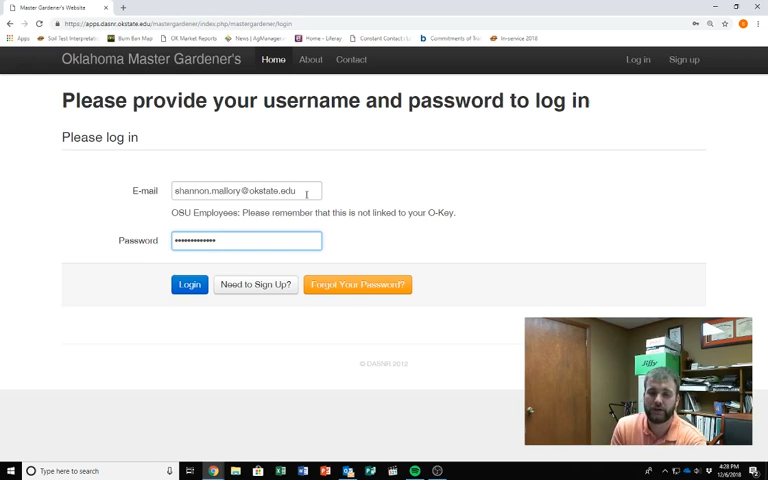 Master Gardener's Website
https://apps.dasnr.okstate.edu/mastergardener/index.php/mastergardener/login
Apps Soil Test Interpretati Burn Ban Map OK Market Reports News | AgManager Home - Liferay Constant Contact : L Commitments of Tra In-service 2018
Oklahoma Master Gardener's Home About Contact Log in Sign up
Please provide your username and password to log in
Please log in
E-mail shannon.mallory@okstate.edu
OSU Employees: Please remember that this is not linked to your O-Key.
Password •••••••••••••
Login Need to Sign Up? Forgot Your Password?
© DASNR 2012
Jiffy
Type here to search
4:28 PM
12/6/2018